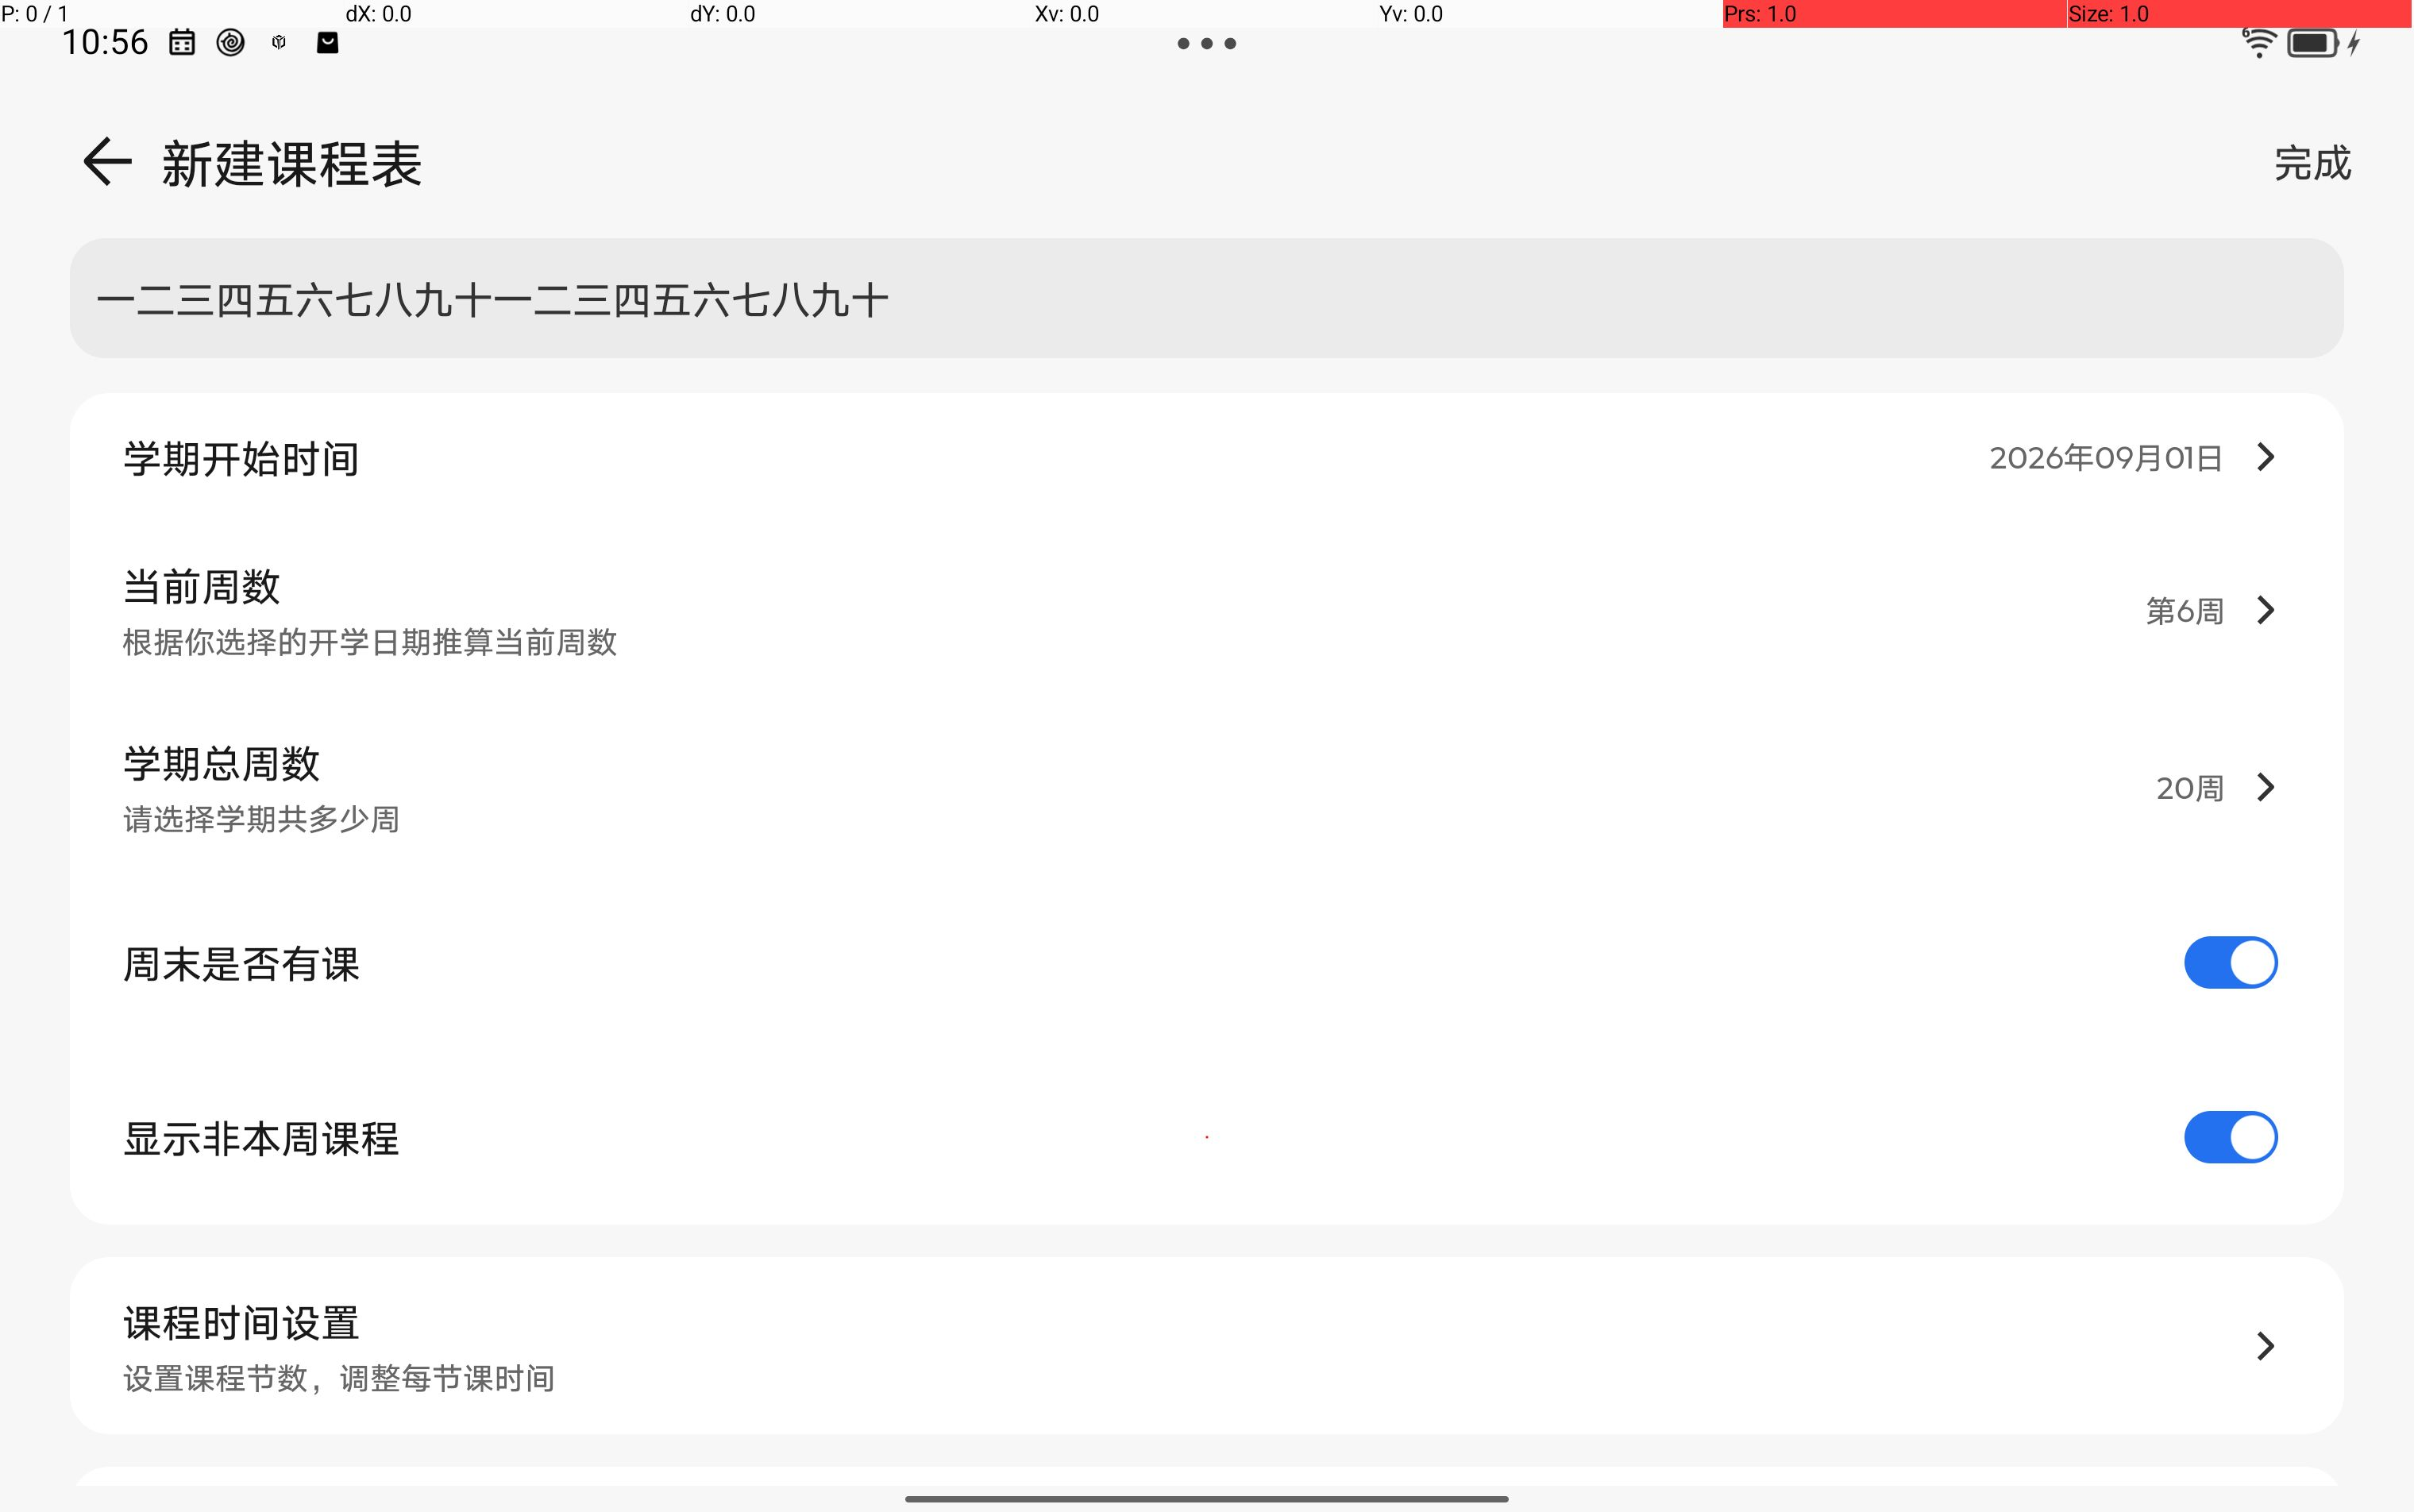 P: 0 / 1 dX: 0.0 dY: 0.0 Xv: 0.0 Yv: 0.0 Prs: 1.0 Size: 1.0
10:56 6
新建课程表 完成
一二三四五六七八九十一二三四五六七八九十
学期开始时间 2026年09月01日
当前周数 第6周
根据你选择的开学日期推算当前周数
学期总周数 20周
请选择学期共多少周
周末是否有课
显示非本周课程
课程时间设置
设置课程节数，调整每节课时间